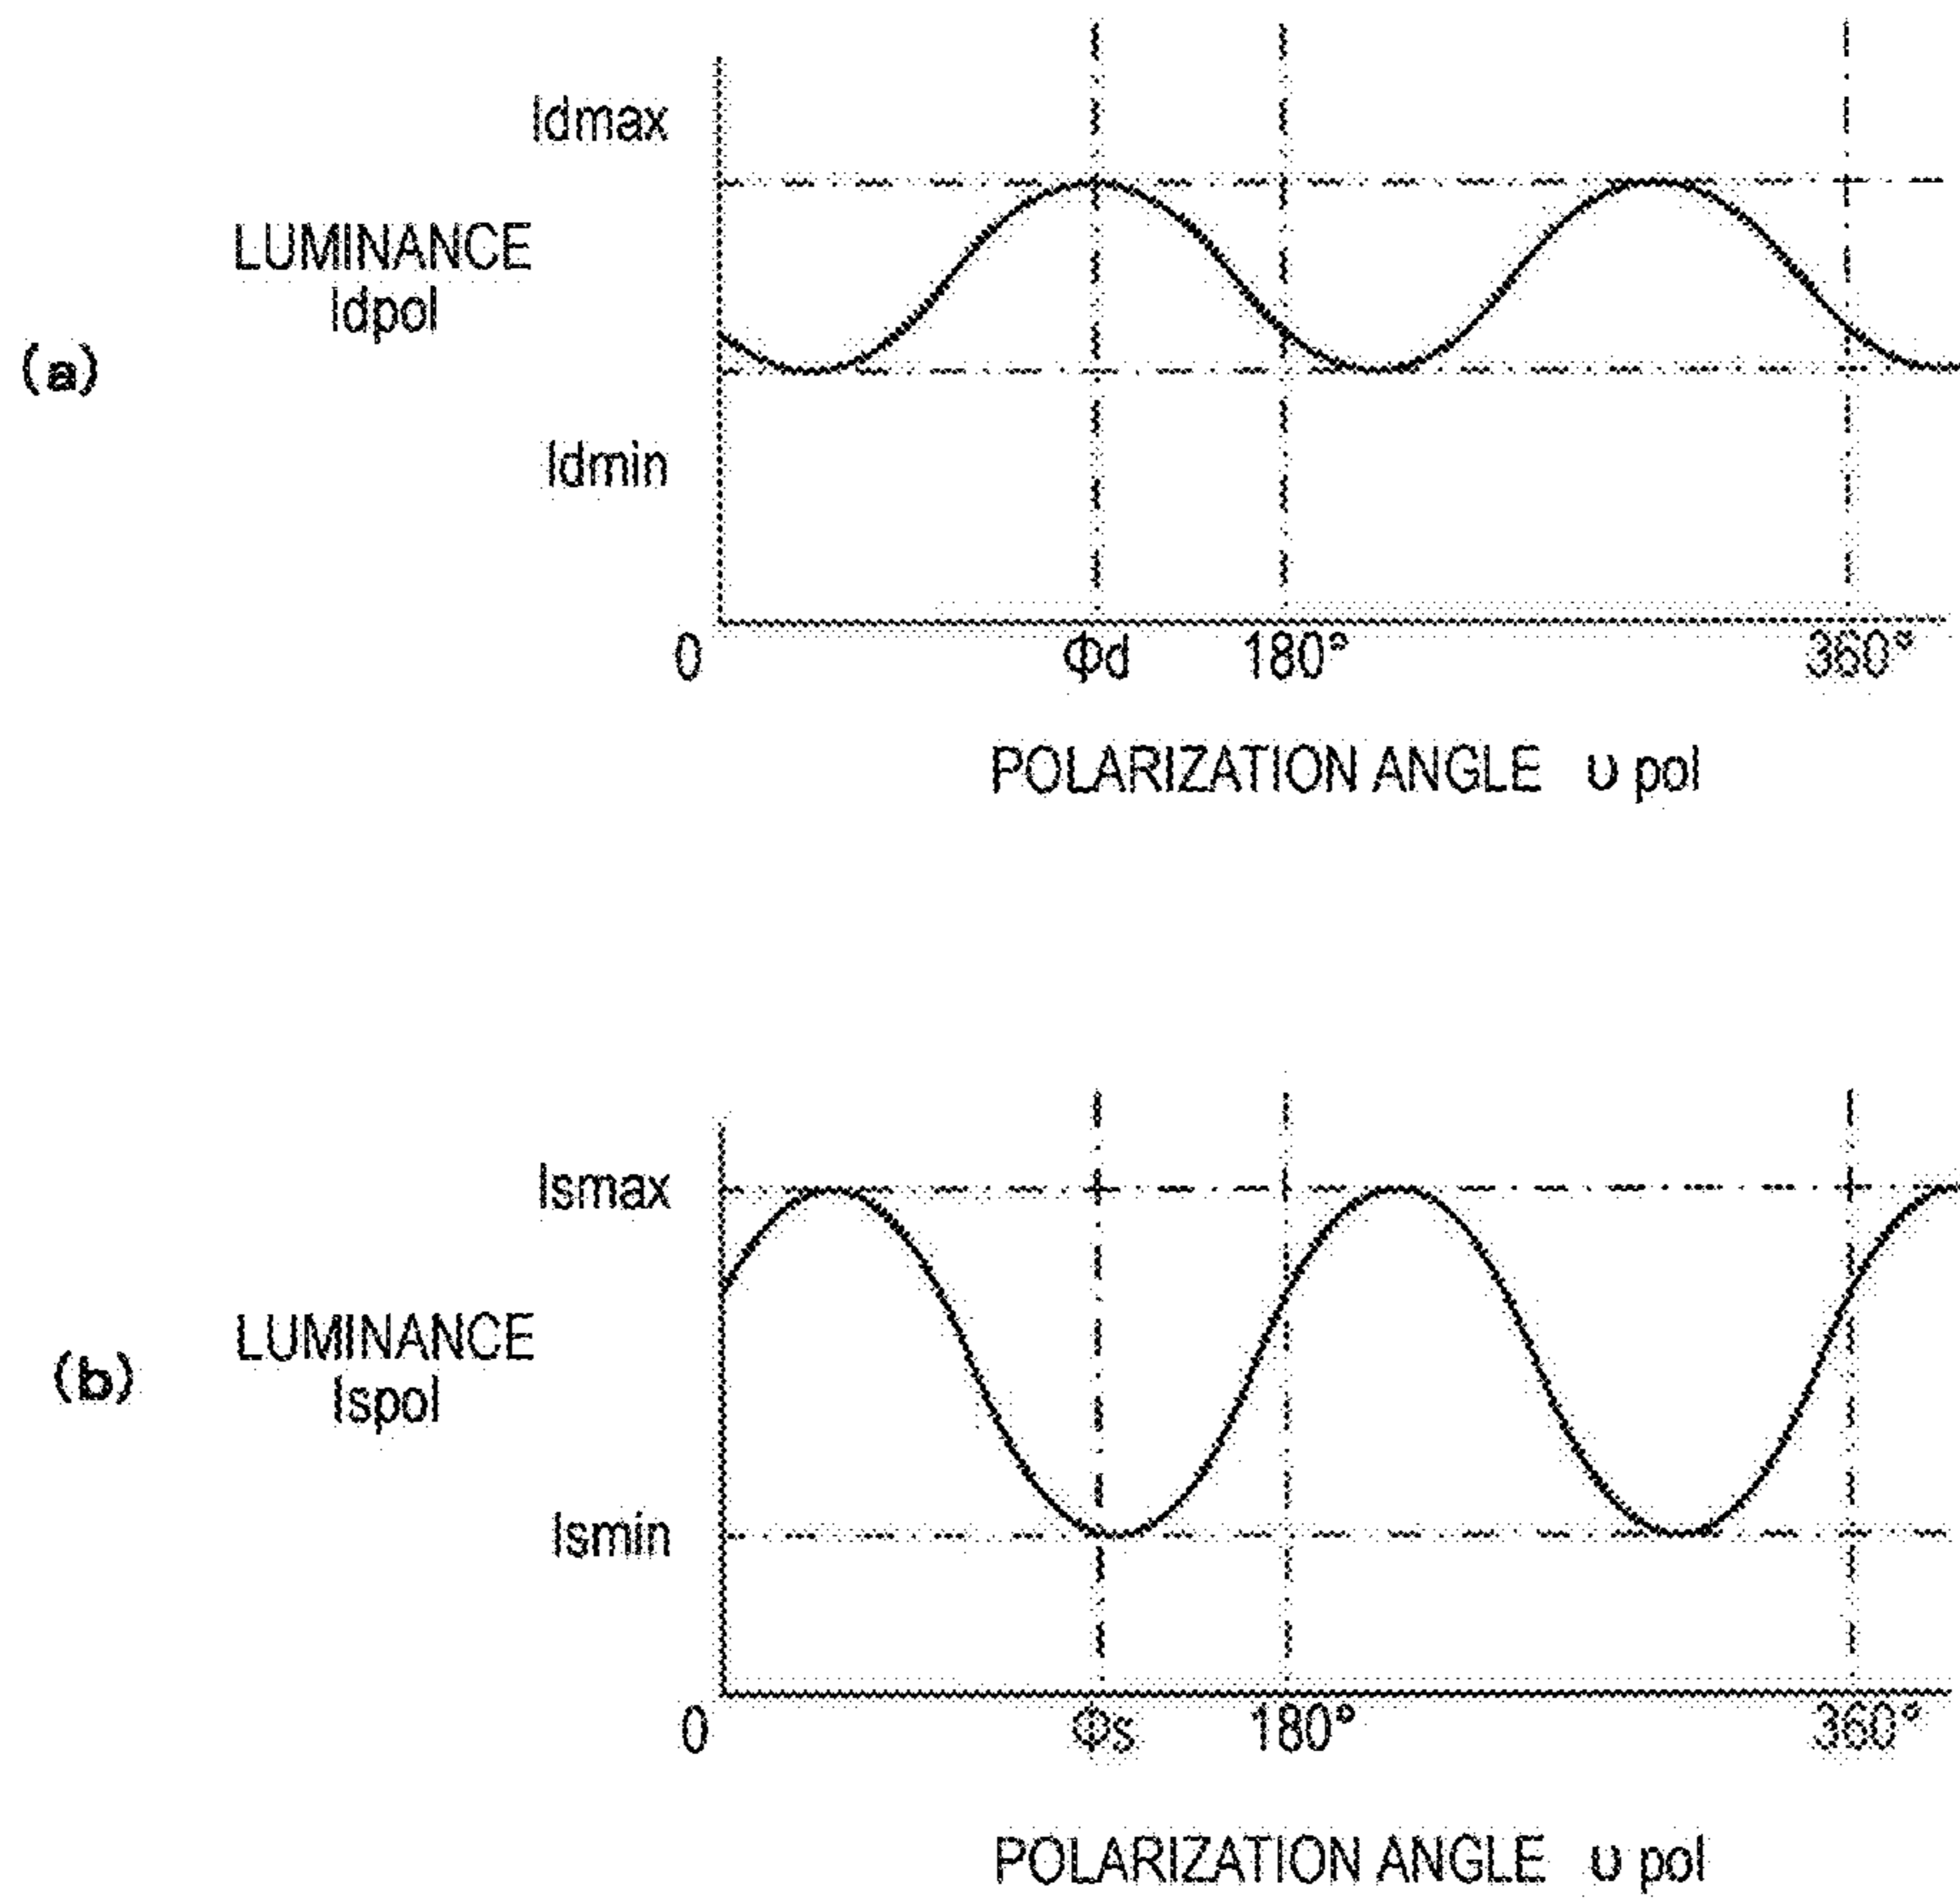 Idmax
LUMINANCE
Idpol
(a)
Idmin
0 Φd 180° 360°
POLARIZATION ANGLE υ pol
Ismax
LUMINANCE
Ispol
(b)
Ismin
0 Φs 180° 360°
POLARIZATION ANGLE υ pol